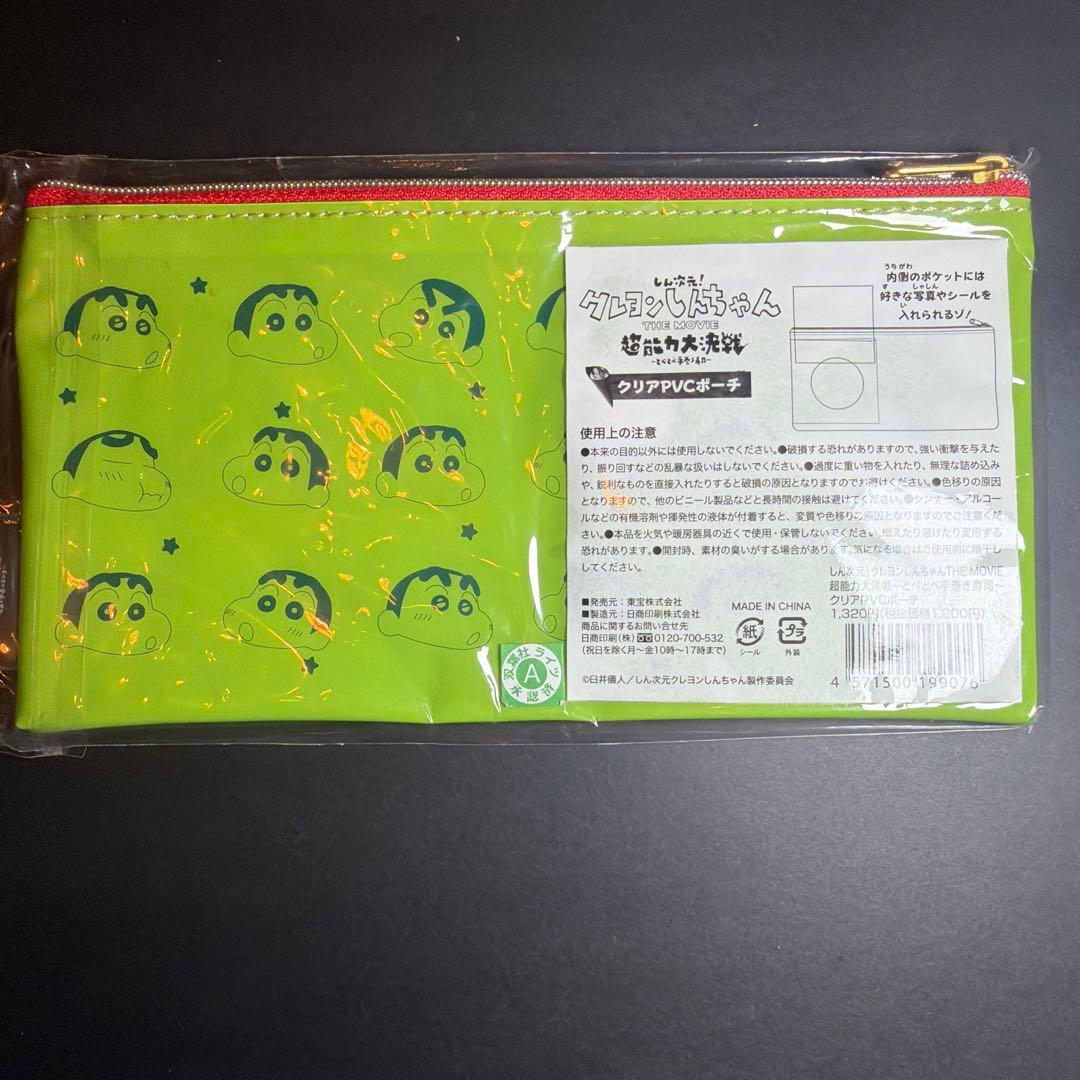 しん次元!
クレヨンしんちゃん
THE MOVIE
超能力大決戦
~とべとべ手巻き寿司~
クリアPVCポーチ
うちがわ
内側のポケットには
す しゃしん
好きな写真やシールを
い
入れられるゾ!
使用上の注意
●本来の目的以外には使用しないでください。●破損する恐れがありますので、強い衝撃を与えた
り、振り回すなどの乱暴な扱いはしないでください。●過度に重い物を入れたり、無理な詰め込み
や、鋭利なものを直接入れたりすると破損の原因となりますのでお避けください。●色移りの原因
となりますので、他のビニール製品などと長時間の接触は避けてください。●シンナー・アルコー
ルなどの有機溶剤や揮発性の液体が付着すると、変質や色移りの原因となりますのでご注意くだ
さい。●本品を火気や暖房器具の近くで使用・保管しないでください。燃えたり溶けたり変形する
恐れがあります。●開封時、素材の臭いがする場合があります。気になる場合はご使用前に陰干し
してください。
しん次元!クレヨンしんちゃんTHE MOVIE
超能力大決戦~とべとべ手巻き寿司~
クリアPVCポーチ
1,320円(税抜価格1,200円)
■発売元:東宝株式会社
■製造元:日商印刷株式会社
商品に関するお問い合せ先
日商印刷(株) 0120-700-532
(祝日を除く月~金10時~17時まで)
MADE IN CHINA
紙
シール
プラ
外装
4 571500 199076
©臼井儀人/しん次元クレヨンしんちゃん製作委員会
双葉社ライツ
A
承認済